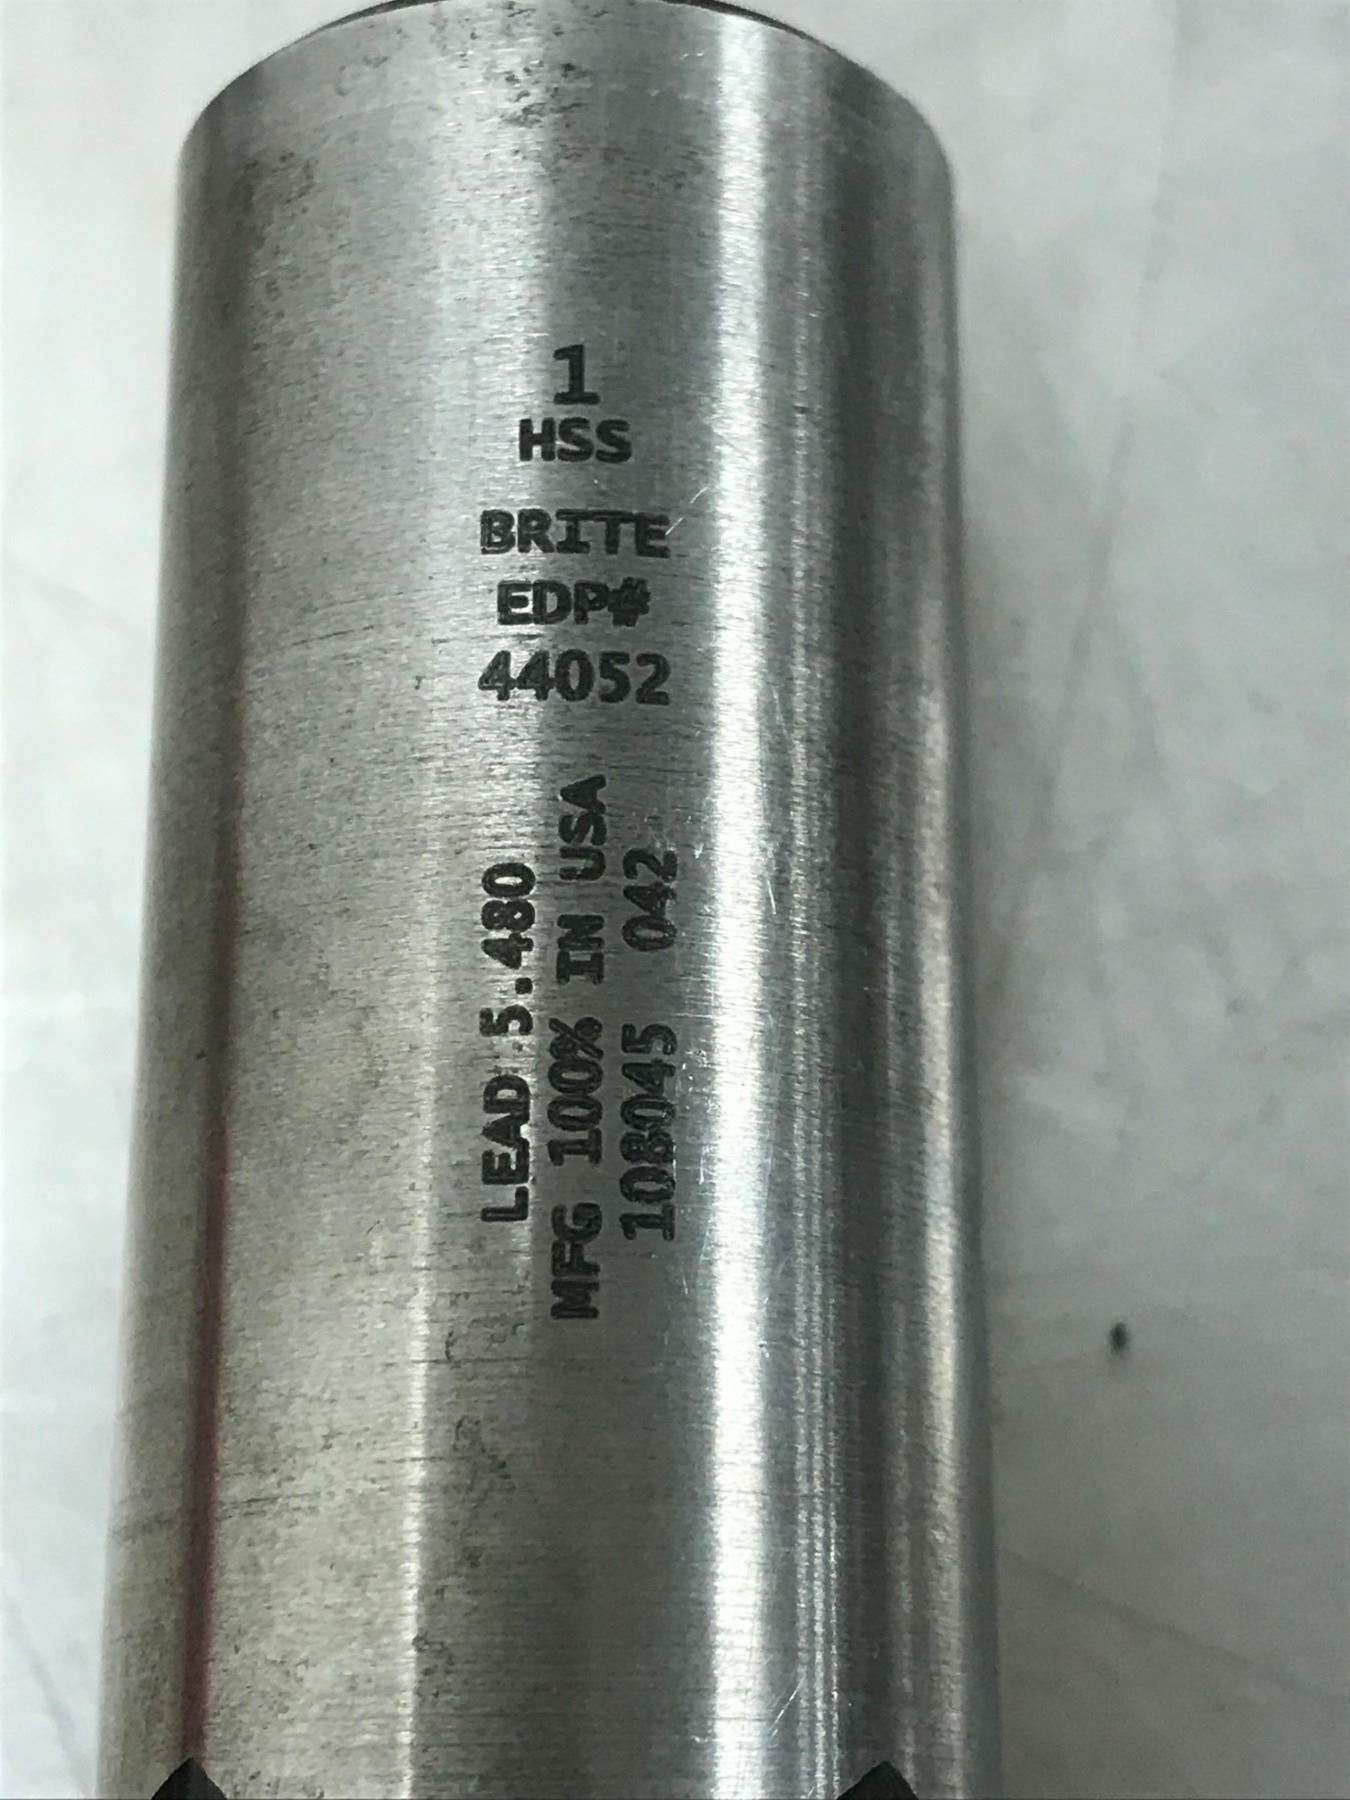 1
HSS
BRITE
EDP#
44052
LEAD 5.480
MFG 100% IN USA
108045 042